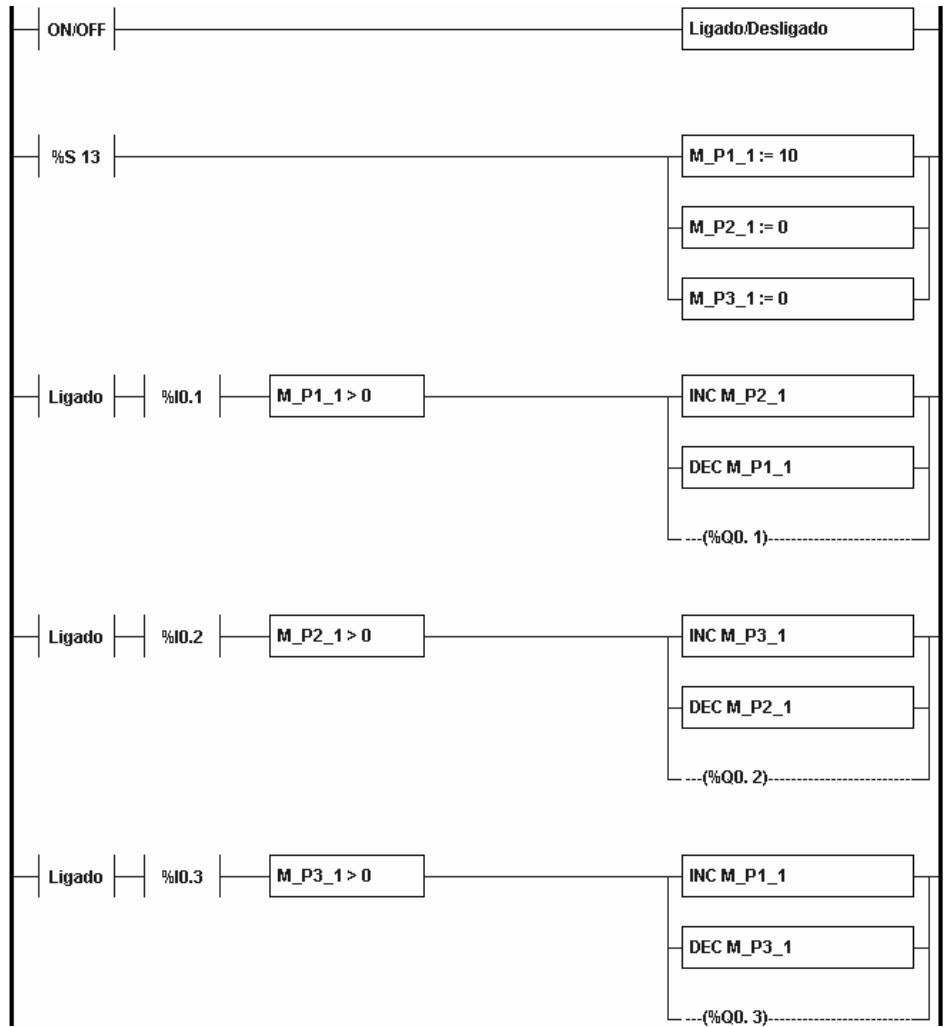 ON/OFF Ligado/Desligado
%S 13 M_P1_1 := 10
M_P2_1 := 0
M_P3_1 := 0
Ligado %I0.1 M_P1_1 > 0 INC M_P2_1
DEC M_P1_1
---(%Q0. 1)---
Ligado %I0.2 M_P2_1 > 0 INC M_P3_1
DEC M_P2_1
---(%Q0. 2)---
Ligado %I0.3 M_P3_1 > 0 INC M_P1_1
DEC M_P3_1
---(%Q0. 3)---